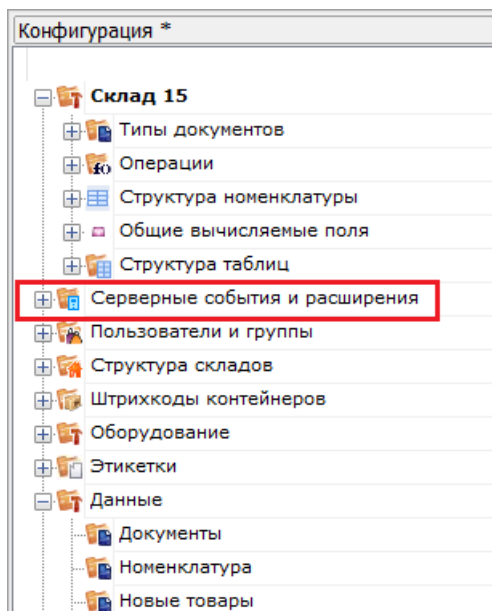 Конфигурация *
Склад 15
Типы документов
Операции
Структура номенклатуры
Общие вычисляемые поля
Структура таблиц
Серверные события и расширения
Пользователи и группы
Структура складов
Штрихкоды контейнеров
Оборудование
Этикетки
Данные
Документы
Номенклатура
Новые товары